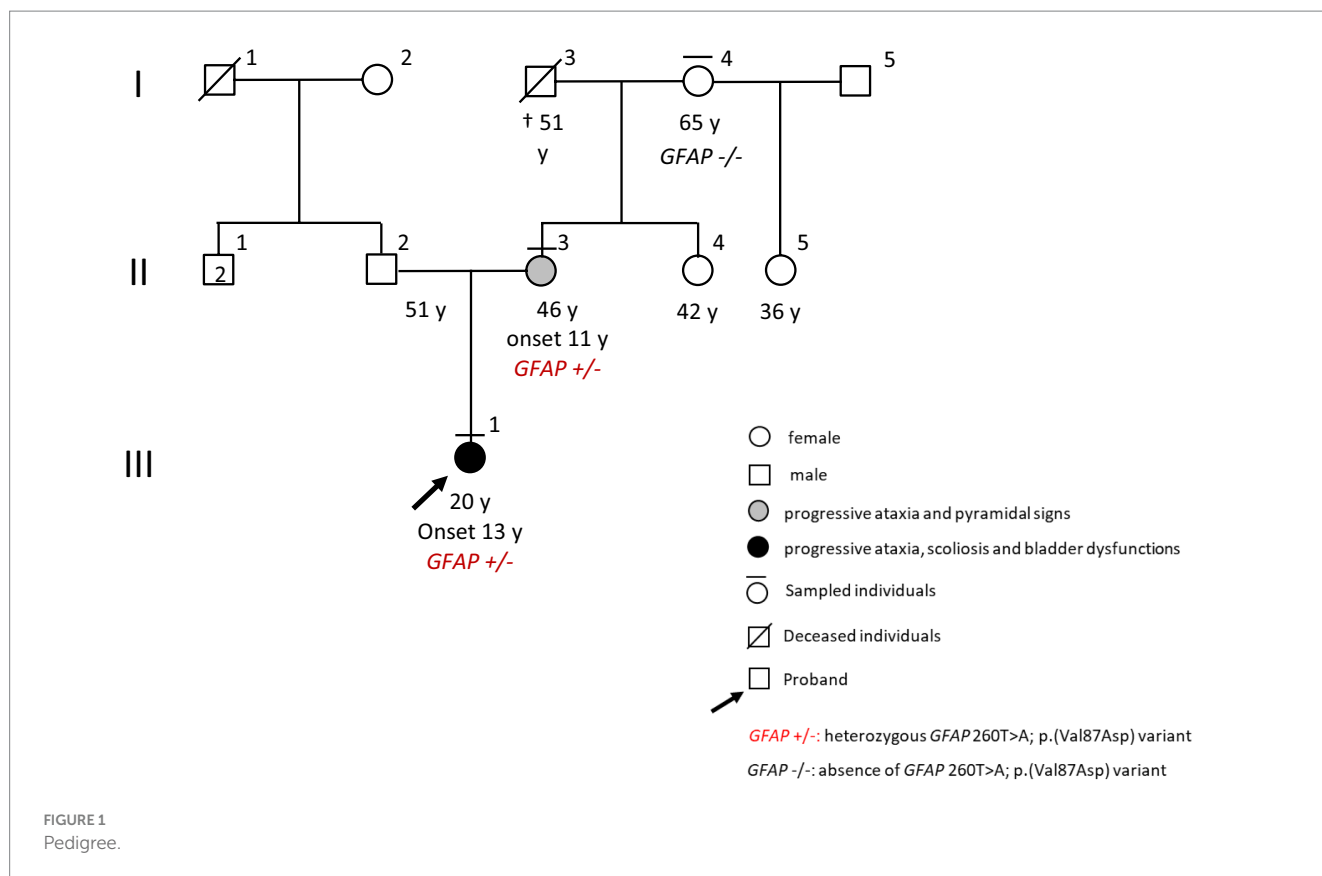 I
1
2
3
4
5
† 51
y
65 y
GFAP -/-
II
1
2
2
3
4
5
51 y
46 y
onset 11 y
GFAP +/-
42 y
36 y
III
1
20 y
Onset 13 y
GFAP +/-
female
male
progressive ataxia and pyramidal signs
progressive ataxia, scoliosis and bladder dysfunctions
Sampled individuals
Deceased individuals
Proband
GFAP +/-: heterozygous GFAP 260T>A; p.(Val87Asp) variant
GFAP -/-: absence of GFAP 260T>A; p.(Val87Asp) variant
FIGURE 1
Pedigree.